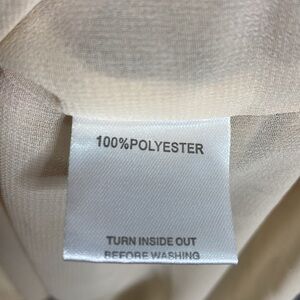 100%POLYESTER
TURN INSIDE OUT
BEFORE WASHING